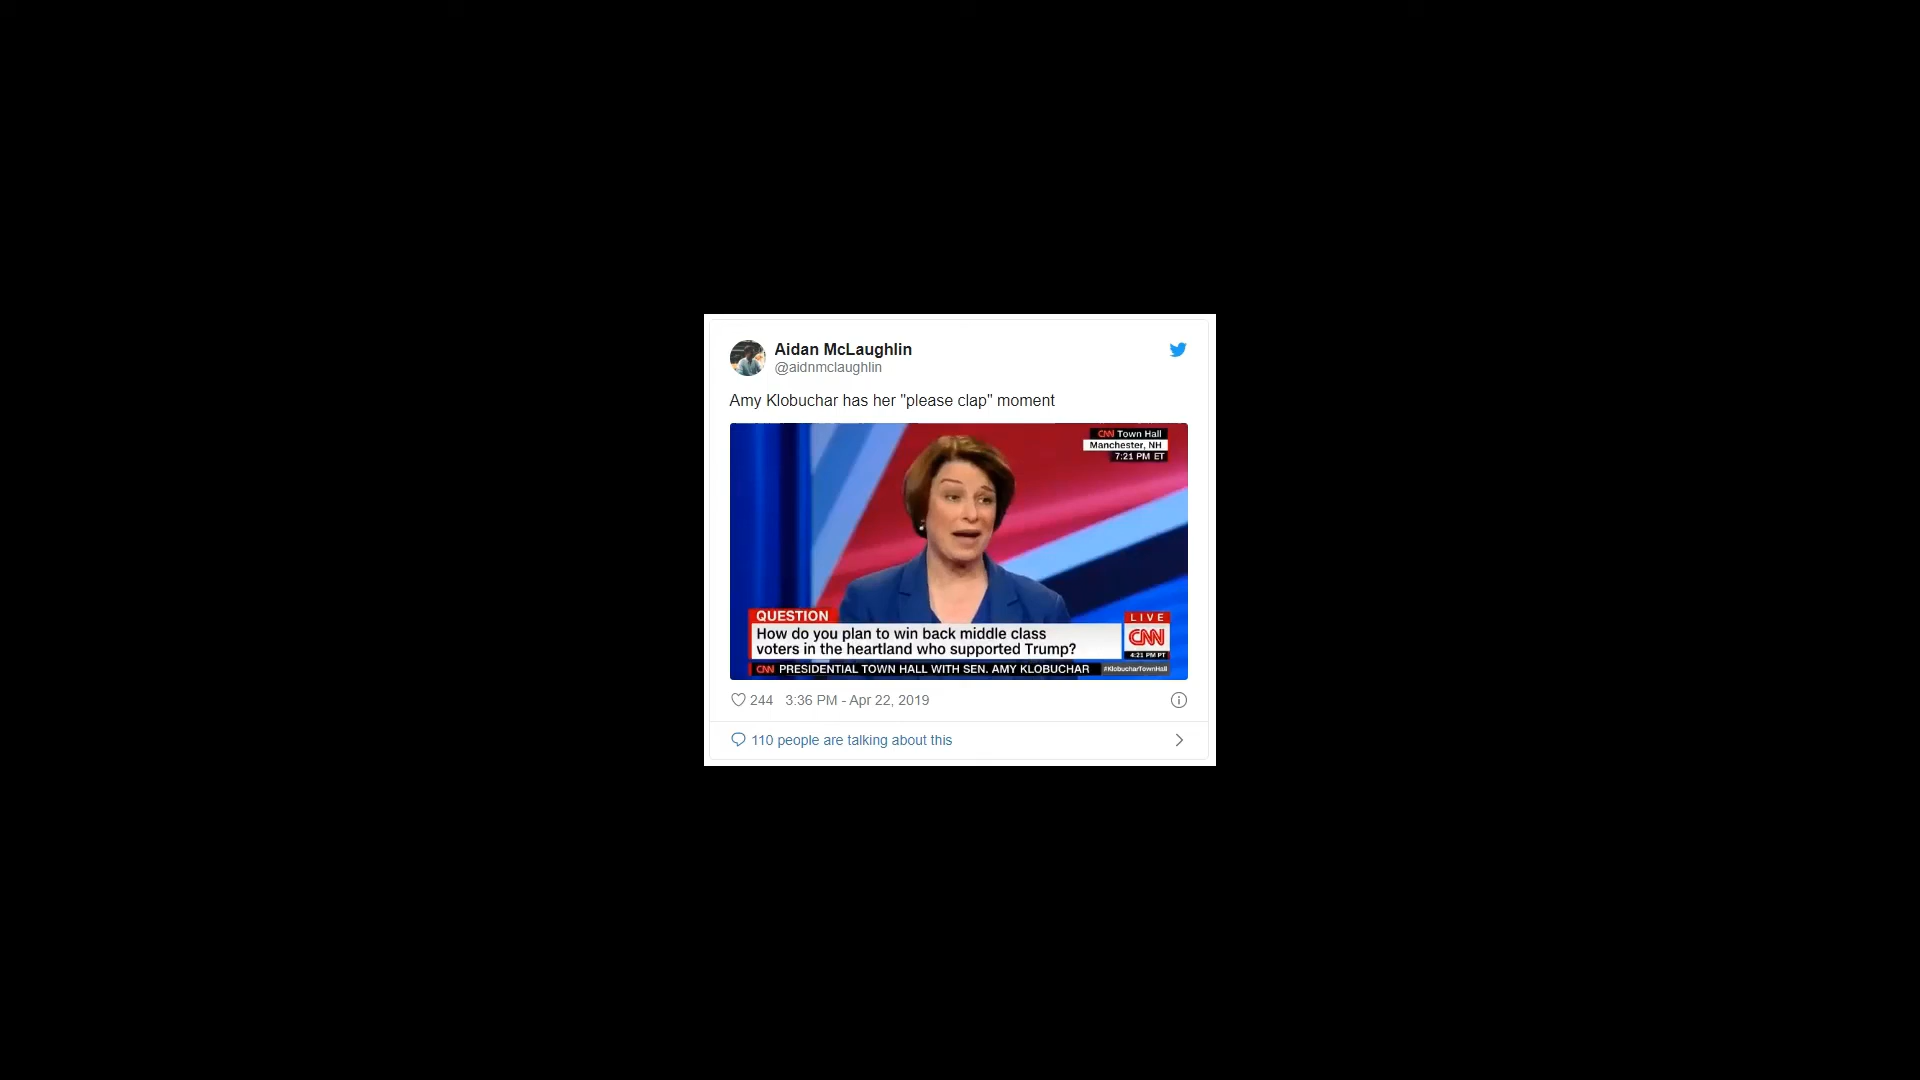 Aidan McLaughlin
@aidnmclaughlin
Amy Klobuchar has her "please clap" moment
CNN Town Hall
Manchester, NH
7:21 PM ET
QUESTION
How do you plan to win back middle class
voters in the heartland who supported Trump?
LIVE
CNN
4:21 PM PT
CNN PRESIDENTIAL TOWN HALL WITH SEN. AMY KLOBUCHAR
#KlobucharTownHall
244 3:36 PM - Apr 22, 2019
110 people are talking about this